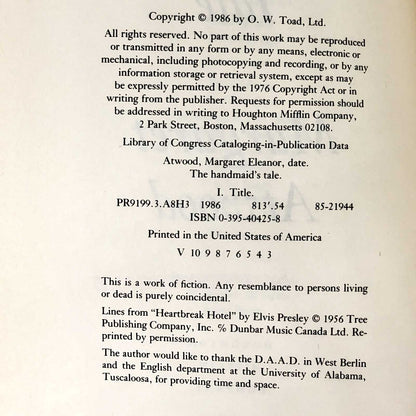 Copyright © 1986 by O. W. Toad, Ltd.
All rights reserved. No part of this work may be reproduced
or transmitted in any form or by any means, electronic or
mechanical, including photocopying and recording, or by any
information storage or retrieval system, except as may
be expressly permitted by the 1976 Copyright Act or in
writing from the publisher. Requests for permission should
be addressed in writing to Houghton Mifflin Company,
2 Park Street, Boston, Massachusetts 02108.
Library of Congress Cataloging-in-Publication Data
Atwood, Margaret Eleanor, date.
The handmaid's tale.
I. Title.
PR9199.3.A8H3 1986 813'.54 85-21944
ISBN 0-395-40425-8
Printed in the United States of America
V 10 9 8 7 6 5 4 3
This is a work of fiction. Any resemblance to persons living
or dead is purely coincidental.
Lines from "Heartbreak Hotel" by Elvis Presley © 1956 Tree
Publishing Company, Inc. % Dunbar Music Canada Ltd. Re-
printed by permission.
The author would like to thank the D.A.A.D. in West Berlin
and the English department at the University of Alabama,
Tuscaloosa, for providing time and space.